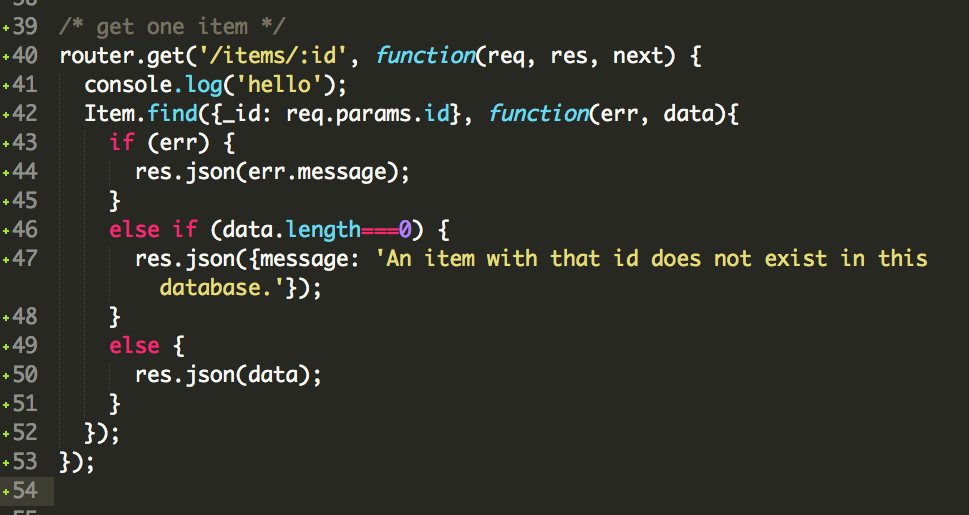 38
39 /* get one item */
40 router.get('/items/:id', function(req, res, next) {
41   console.log('hello');
42   Item.find({_id: req.params.id}, function(err, data){
43     if (err) {
44       res.json(err.message);
45     }
46     else if (data.length===0) {
47       res.json({message: 'An item with that id does not exist in this
         database.'});
48     }
49     else {
50       res.json(data);
51     }
52   });
53 });
54
55